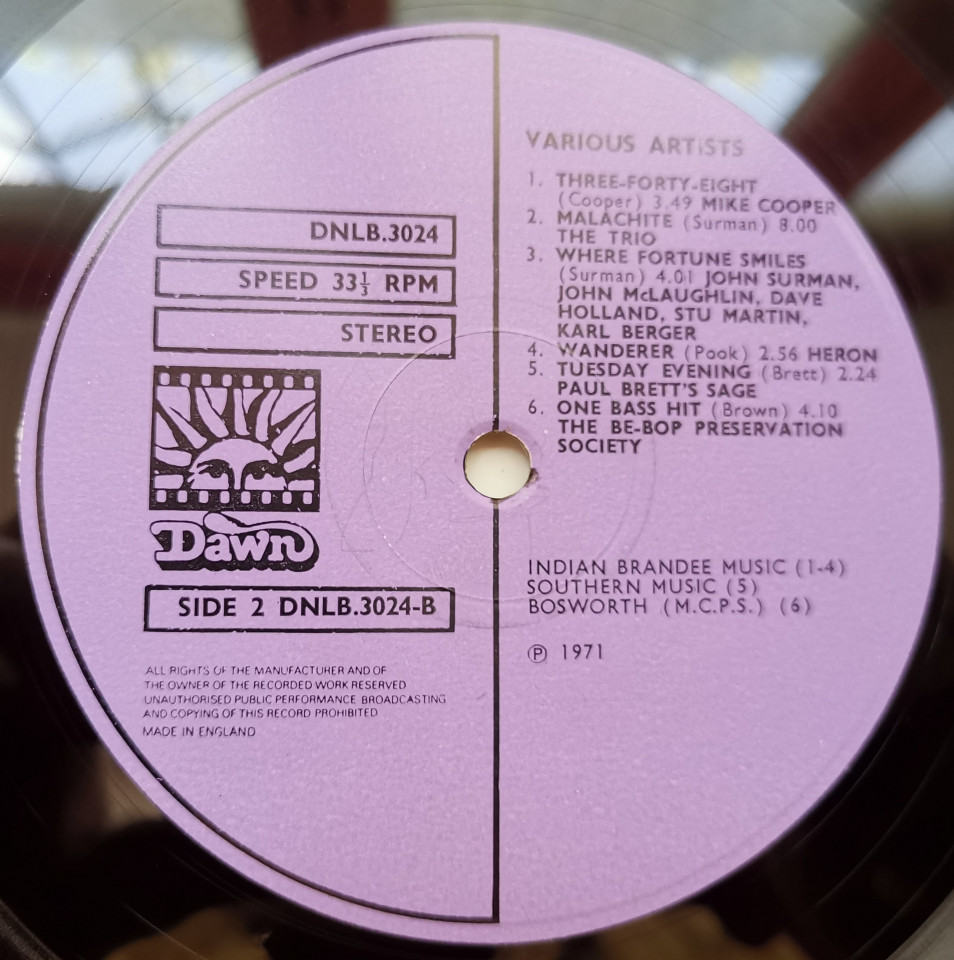 DNLB.3024
SPEED 33⅓ RPM
STEREO
Dawn
SIDE 2 DNLB.3024-B
ALL RIGHTS OF THE MANUFACTURER AND OF
THE OWNER OF THE RECORDED WORK RESERVED
UNAUTHORISED PUBLIC PERFORMANCE BROADCASTING
AND COPYING OF THIS RECORD PROHIBITED
MADE IN ENGLAND
VARIOUS ARTISTS
1. THREE-FORTY-EIGHT
(Cooper) 3.49 MIKE COOPER
2. MALACHITE (Surman) 8.00
THE TRIO
3. WHERE FORTUNE SMILES
(Surman) 4.01 JOHN SURMAN,
JOHN McLAUGHLIN, DAVE
HOLLAND, STU MARTIN,
KARL BERGER
4. WANDERER (Pook) 2.56 HERON
5. TUESDAY EVENING (Brett) 2.24
PAUL BRETT'S SAGE
6. ONE BASS HIT (Brown) 4.10
THE BE-BOP PRESERVATION
SOCIETY
INDIAN BRANDEE MUSIC (1-4)
SOUTHERN MUSIC (5)
BOSWORTH (M.C.P.S.) (6)
℗ 1971